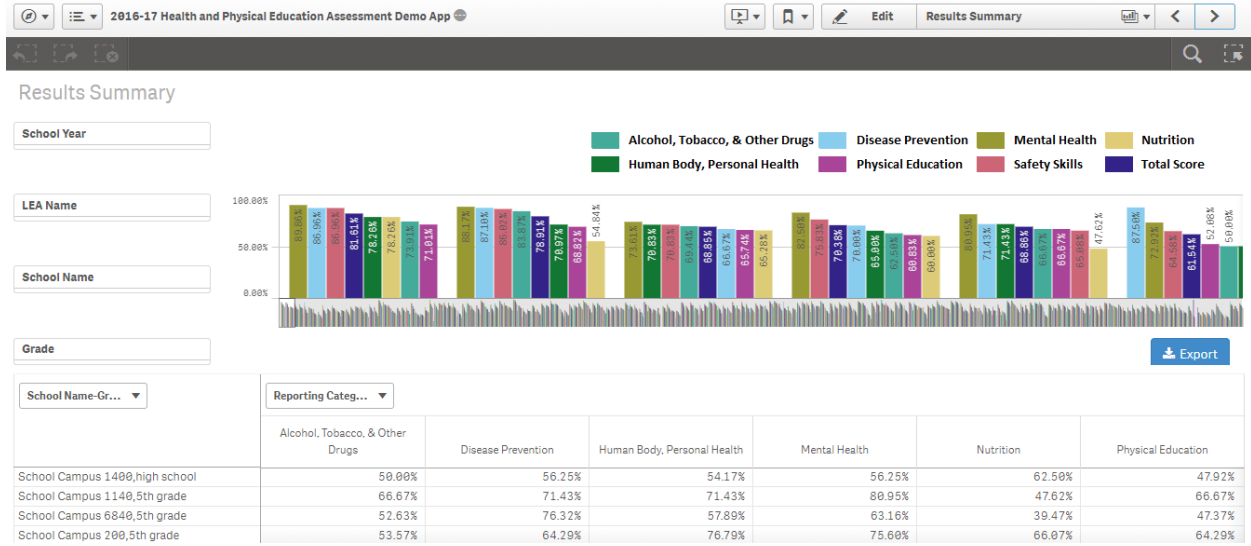 2016-17 Health and Physical Education Assessment Demo App
Edit
Results Summary
Results Summary
School Year
Alcohol, Tobacco, & Other Drugs
Disease Prevention
Mental Health
Nutrition
Human Body, Personal Health
Physical Education
Safety Skills
Total Score
LEA Name
School Name
Grade
100.00%
50.00%
0.00%
89.86% 86.96% 86.96% 81.61% 78.26% 78.26% 73.91% 71.01%
88.17% 87.10% 86.02% 83.87% 78.91% 70.97% 68.82% 54.84%
73.61% 70.83% 70.83% 69.44% 68.85% 66.67% 65.74% 65.28%
82.50% 75.83% 70.38% 70.00% 65.00% 62.50% 60.83% 60.00%
80.95% 71.43% 71.43% 68.86% 66.67% 66.67% 65.08% 47.62%
87.50% 72.92% 64.58% 61.54% 52.08% 50.00%
Export
School Name-Gr...
Reporting Categ...
Alcohol, Tobacco, & Other
Drugs
Disease Prevention
Human Body, Personal Health
Mental Health
Nutrition
Physical Education
School Campus 1400,high school 50.00% 56.25% 54.17% 56.25% 62.50% 47.92%
School Campus 1140,5th grade 66.67% 71.43% 71.43% 80.95% 47.62% 66.67%
School Campus 6840,5th grade 52.63% 76.32% 57.89% 63.16% 39.47% 47.37%
School Campus 200,5th grade 53.57% 64.29% 76.79% 75.60% 66.07% 64.29%